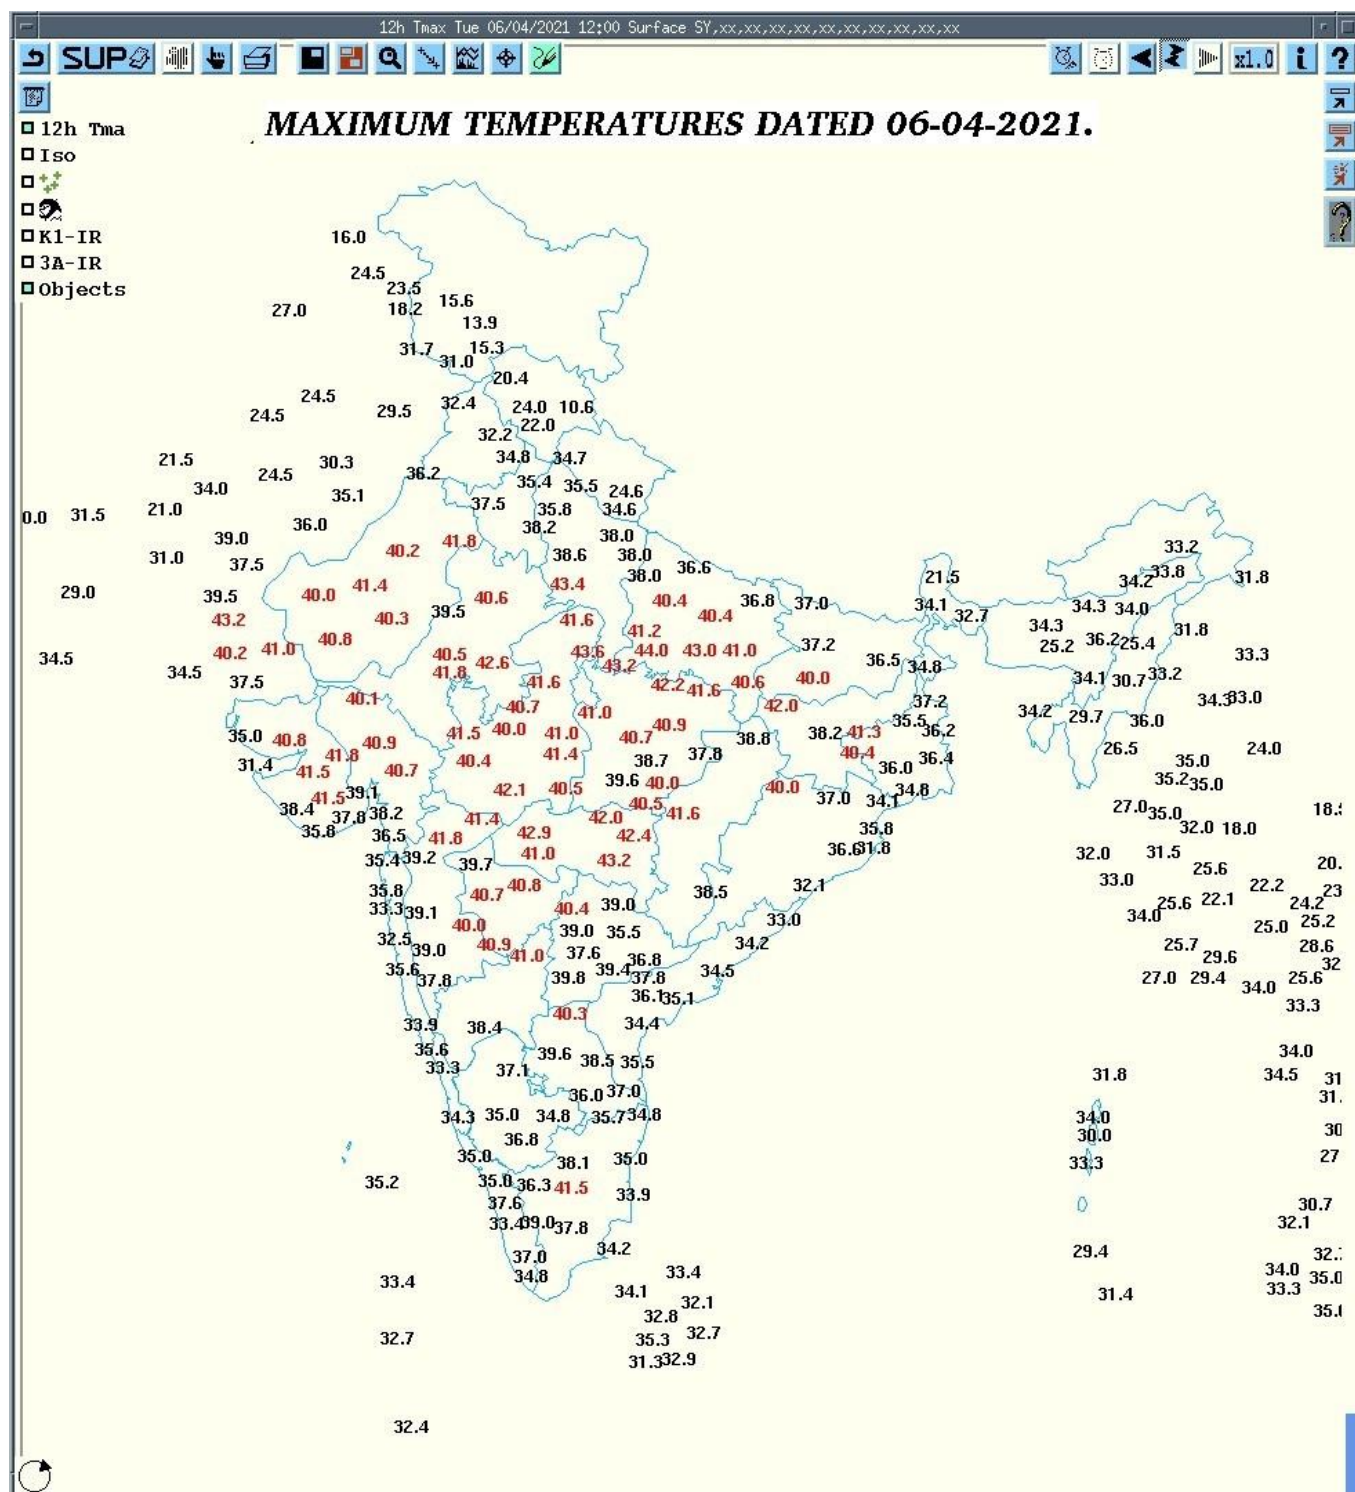 12h Tmax Tue 06/04/2021 12:00 Surface SY,xx,xx,xx,xx,xx,xx,xx,xx,xx,xx
SUP x1.0 i ?
MAXIMUM TEMPERATURES DATED 06-04-2021.
12h Tma
Iso
K1-IR
3A-IR
Objects
16.0
24.5
23.5
27.0 18.2 15.6
13.9
31.7 15.3
31.0
20.4
24.5 32.4 24.0 10.6
24.5 29.5 22.0
32.2
21.5 30.3 34.8 34.7
24.5 36.2 35.4 35.5
34.0 35.1 24.6
0.0 31.5 21.0 37.5 35.8 34.6
36.0 38.2
39.0 41.8 38.0 33.2
31.0 37.5 40.2 38.6 38.0 36.6
38.0 21.5 34.2 33.8 31.8
29.0 39.5 40.0 41.4 40.6 43.4 40.4 36.8 37.0 34.1 34.3 34.0
43.2 40.3 39.5 41.6 40.4 32.7
40.8 41.2 34.3 31.8
34.5 40.2 41.0 40.5 42.6 43.6 44.0 43.0 41.0 37.2 25.2 36.2 25.4 33.3
34.5 37.5 41.8 41.6 43.2 40.6 40.0 36.5 34.8 34.1 30.7 33.2
40.1 40.7 42.2 41.6 42.0 37.2 34.3 33.0
41.0 34.2 29.7 36.0
35.0 40.8 40.9 41.5 40.0 41.0 40.7 40.9 38.8 38.2 41.3 35.5 36.2
31.4 41.8 40.4 41.4 38.7 37.8 40.4 36.4 26.5 24.0
41.5 40.7 36.0 35.0
39.1 42.1 40.5 39.6 40.0 40.0 34.8 35.2 35.0
38.4 41.5 37.0 34.1
37.8 38.2 41.4 42.0 40.5 41.6 27.0 35.0 18.5
35.8 36.5 41.8 42.9 42.4 35.8 32.0 18.0
35.4 39.2 39.7 41.0 43.2 36.6 31.8 32.0 31.5 20.
35.8 40.7 40.8 38.5 32.1 33.0 25.6 22.2 23
33.3 39.1 40.4 39.0 25.6 22.1 24.2
40.0 33.0 34.0 25.0 25.2
32.5 39.0 40.9 39.0 35.5 34.2 25.7 28.6
41.0 37.6 36.8 29.6 32
35.6 37.8 39.8 39.4 37.8 34.5 27.0 29.4 25.6
36.1 35.1 34.0
40.3 33.3
33.9 38.4 34.4
35.6 39.6 34.0
33.3 37.1 38.5 35.5 31.8 34.5 31
36.0 37.0 31.
34.3 35.0 34.8 35.7 34.8 34.0
36.8 30.0 30
35.0 38.1 35.0 33.3 27
35.2 35.0 36.3 41.5 33.9
37.6 30.7
33.4 39.0 37.8 32.1
37.0 34.2 29.4 32.
33.4 34.8 33.4 34.0 35.0
34.1 32.1 31.4 33.3
32.8 35.
32.7 35.3 32.7
31.3 32.9
32.4